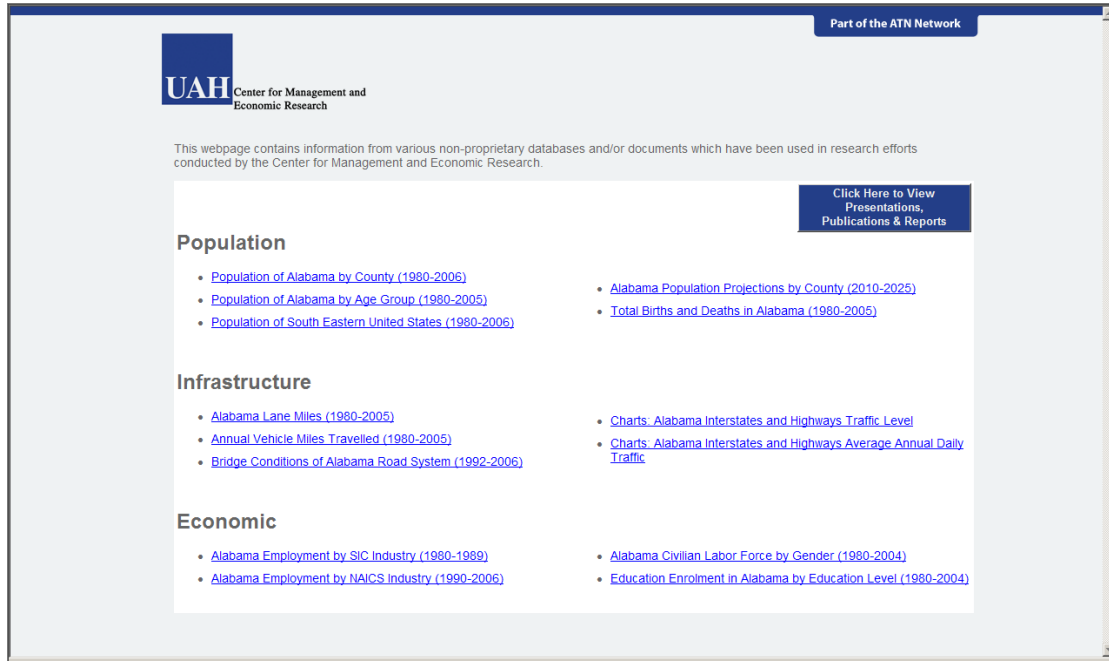 Part of the ATN Network
UAH Center for Management and
Economic Research
This webpage contains information from various non-proprietary databases and/or documents which have been used in research efforts
conducted by the Center for Management and Economic Research.
Click Here to View
Presentations,
Publications & Reports
Population
Population of Alabama by County (1980-2006)
Population of Alabama by Age Group (1980-2005)
Population of South Eastern United States (1980-2006)
Alabama Population Projections by County (2010-2025)
Total Births and Deaths in Alabama (1980-2005)
Infrastructure
Alabama Lane Miles (1980-2005)
Annual Vehicle Miles Travelled (1980-2005)
Bridge Conditions of Alabama Road System (1992-2006)
Charts: Alabama Interstates and Highways Traffic Level
Charts: Alabama Interstates and Highways Average Annual Daily
Traffic
Economic
Alabama Employment by SIC Industry (1980-1989)
Alabama Employment by NAICS Industry (1990-2006)
Alabama Civilian Labor Force by Gender (1980-2004)
Education Enrolment in Alabama by Education Level (1980-2004)